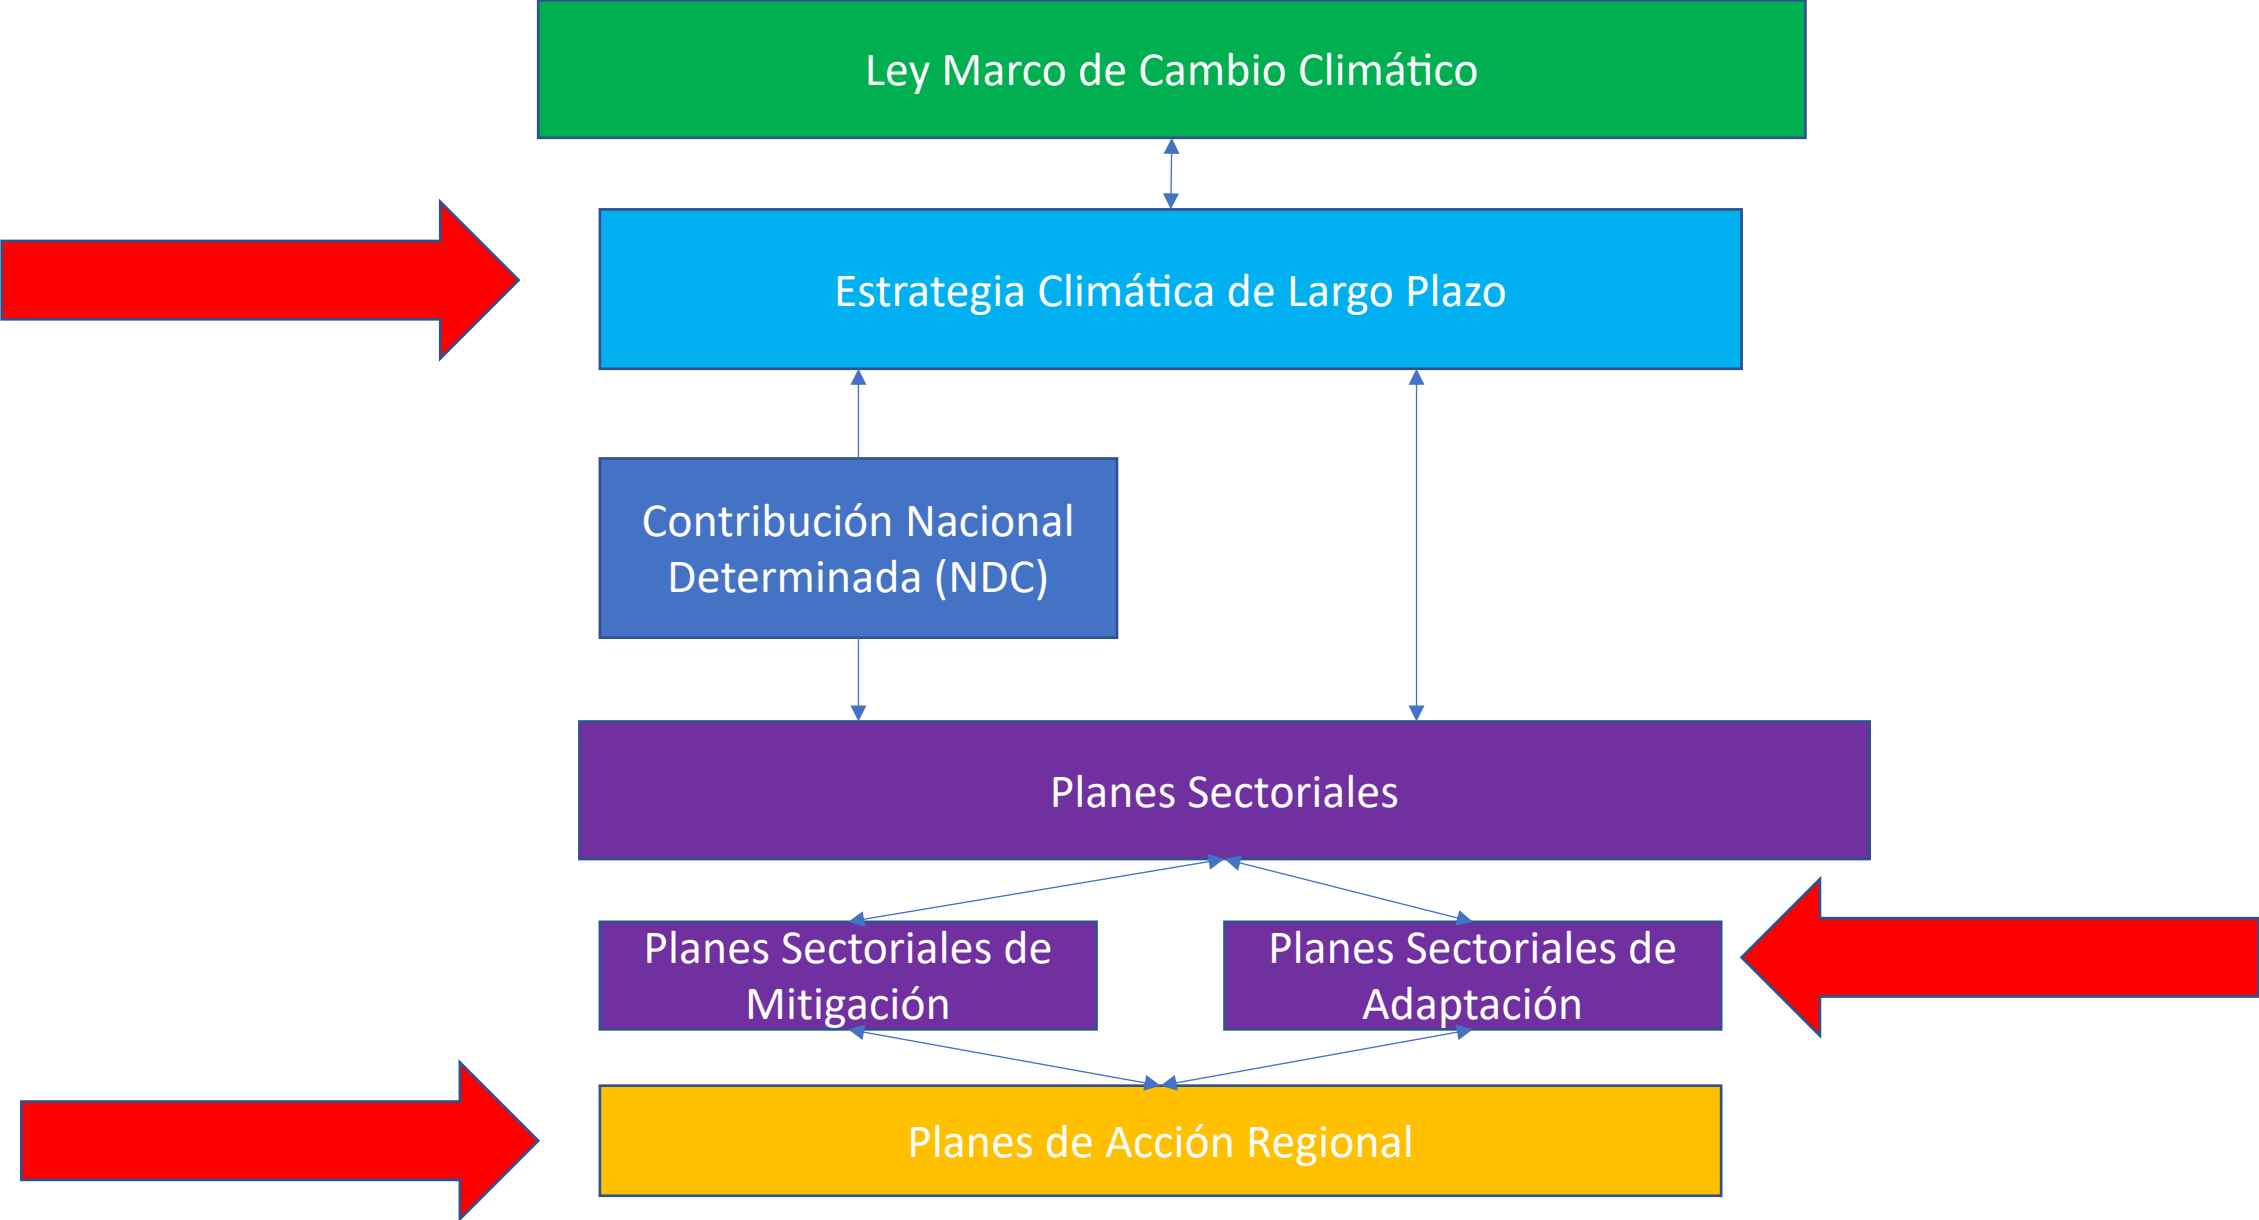 Ley Marco de Cambio Climático
Estrategia Climática de Largo Plazo
Contribución Nacional
Determinada (NDC)
Planes Sectoriales
Planes Sectoriales de
Mitigación
Planes Sectoriales de
Adaptación
Planes de Acción Regional